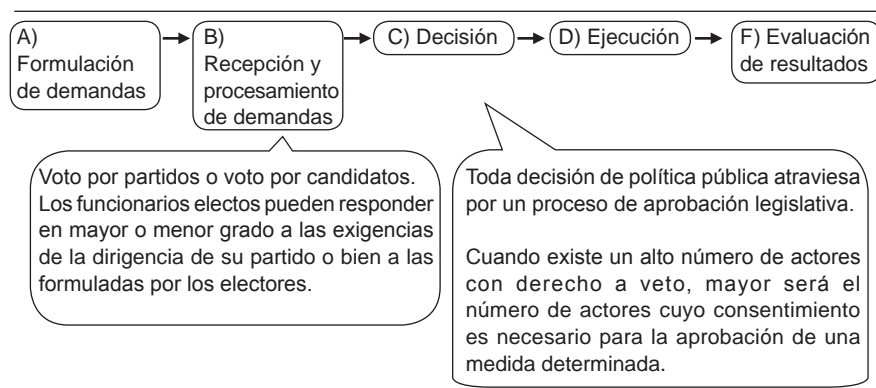 A)
Formulación
de demandas
B)
Recepción y
procesamiento
de demandas
C) Decisión
D) Ejecución
F) Evaluación
de resultados
Voto por partidos o voto por candidatos.
Los funcionarios electos pueden responder
en mayor o menor grado a las exigencias
de la dirigencia de su partido o bien a las
formuladas por los electores.
Toda decisión de política pública atraviesa
por un proceso de aprobación legislativa.
Cuando existe un alto número de actores
con derecho a veto, mayor será el
número de actores cuyo consentimiento
es necesario para la aprobación de una
medida determinada.